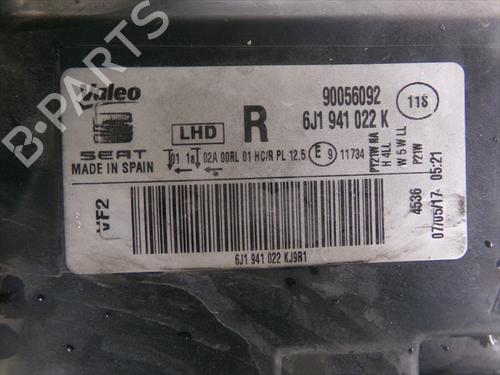 B-PARTS
Valeo
90056092
11S
6J1 941 022 K
LHD
R
SEAT
MADE IN SPAIN
01 1a 02A 00RL 01 HC/R PL 12.5 E 9 11734
PY21W NA
H 4LL
W 5 W LL
P21W
VF2
4536
07/05/17 05:21
6J1 941 022 KJ9R1